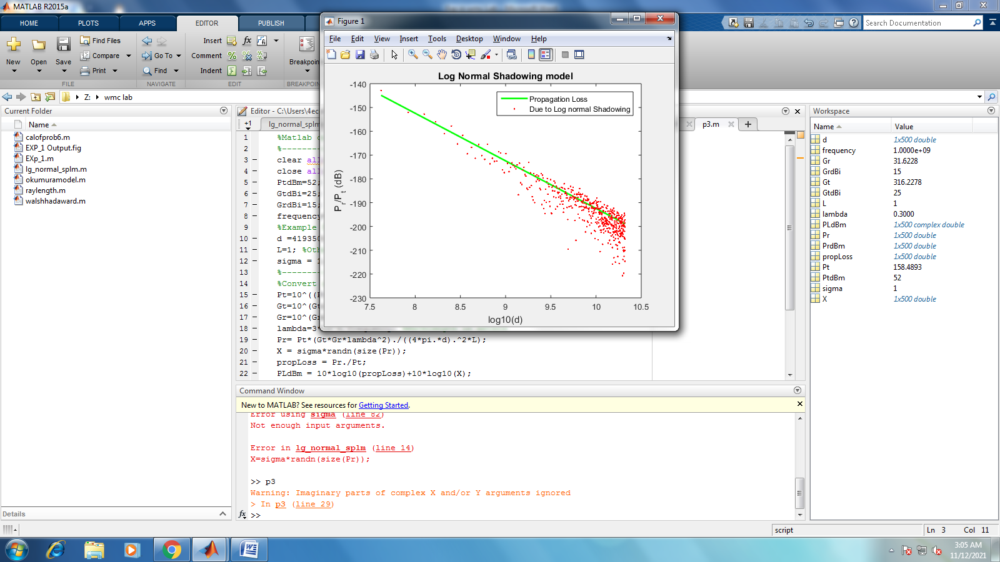 MATLAB R2015a
HOME PLOTS APPS EDITOR PUBLISH
Search Documentation
New Open Save
Find Files
Compare
Print
Go To
Find
Insert
Comment
Indent
Breakpoin
FILE NAVIGATE EDIT BREAKPOIN
Z: wmc lab
Current Folder
Name
calofprob6.m
EXP_1 Output.fig
EXp_1.m
lg_normal_splm.m
okumuramodel.m
raylength.m
walshhadaward.m
Details
Figure 1
File Edit View Insert Tools Desktop Window Help
Log Normal Shadowing model
Propagation Loss
Due to Log normal Shadowing
-140
-150
-160
-170
-180
-190
-200
-210
-220
-230
7.5 8 8.5 9 9.5 10 10.5
Pr/Pt (dB)
log10(d)
Editor - C:\Users\4ec
lg_normal_splm p3.m
1 %Matlab
2 %--------
3 clear all
4 close all
5 PtdBm=52;
6 GtdBi=25;
7 GrdBi=15;
8 frequency
9 %Example
10 d =419350
11 L=1;
12 sigma =
13 %--------
14 %Convert
15 Pt=10^((
16 Gt=10^(Gt
17 Gr=10^(Gr
18 lambda=3*
19 Pr= Pt*(Gt*Gr*lambda^2)./((4*pi.*d).^2*L);
20 X = sigma*randn(size(Pr));
21 propLoss = Pr./Pt;
22 PLdBm = 10*log10(propLoss)+10*log10(X);
Command Window
New to MATLAB? See resources for Getting Started.
Error using sigma (line 82)
Not enough input arguments.
Error in lg_normal_splm (line 14)
X=sigma*randn(size(Pr));
>> p3
Warning: Imaginary parts of complex X and/or Y arguments ignored
> In p3 (line 29)
fx >>
Workspace
Name Value
d 1x500 double
frequency 1.0000e+09
Gr 31.6228
GrdBi 15
Gt 316.2278
GtdBi 25
L 1
lambda 0.3000
PLdBm 1x500 complex double
Pr 1x500 double
PrdBm 1x500 double
propLoss 1x500 double
Pt 158.4893
PtdBm 52
sigma 1
X 1x500 double
script Ln 3 Col 11
3:05 AM
11/12/2021